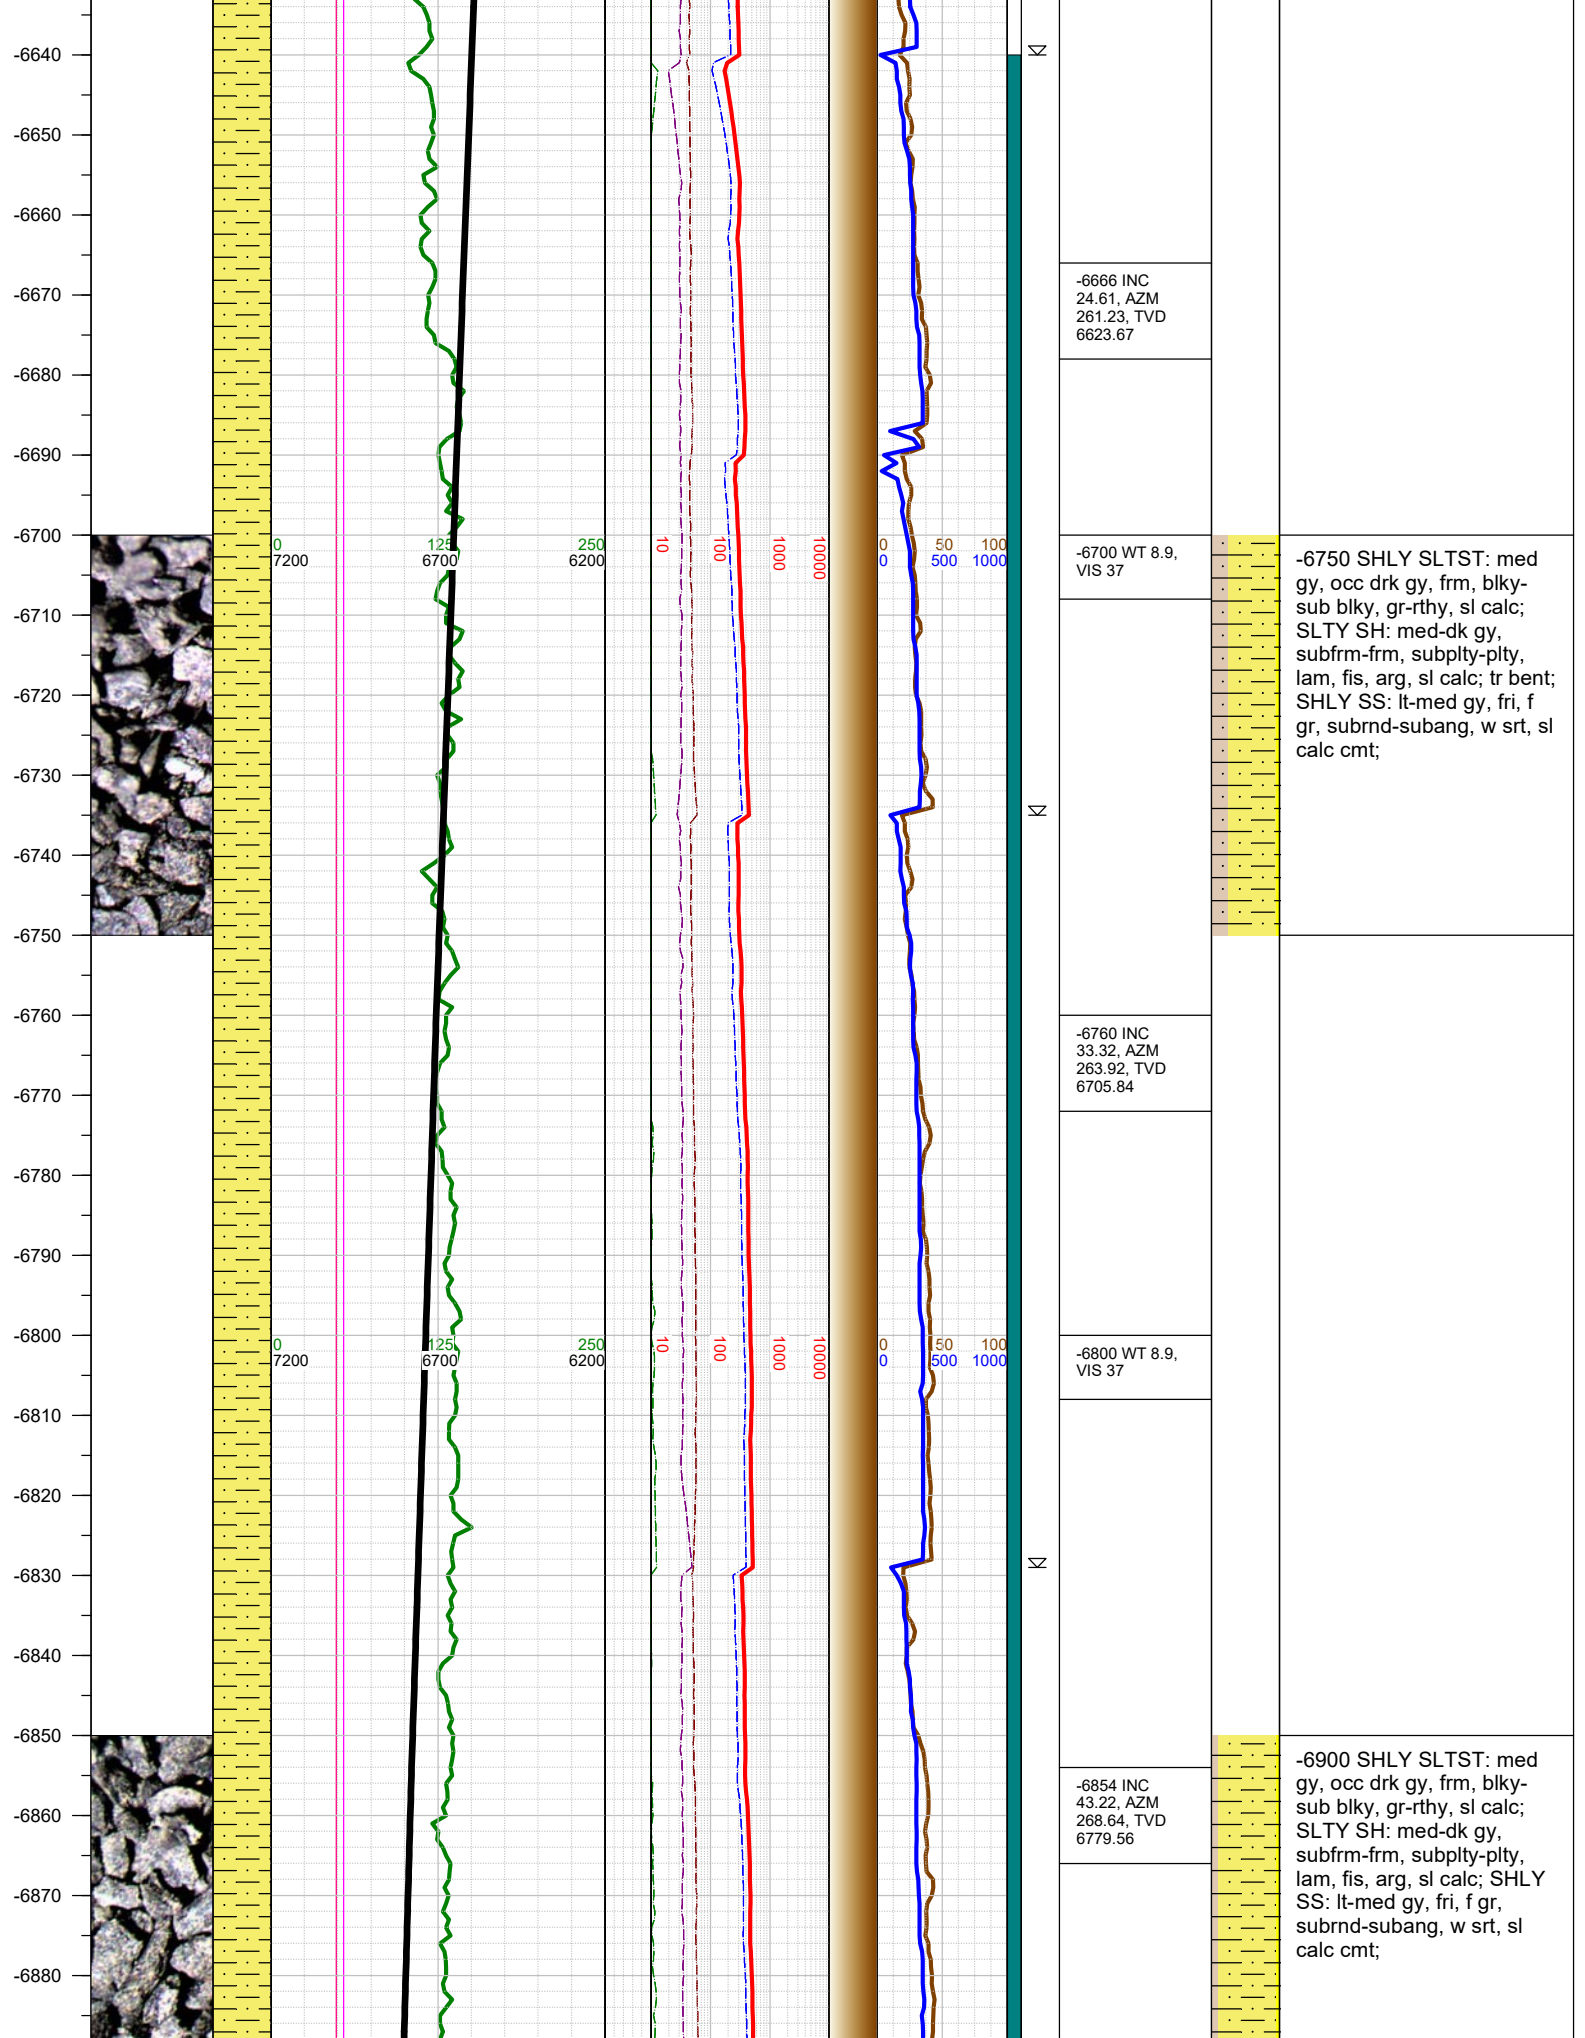 -6640
-6650
-6660
-6666 INC
24.61, AZM
261.23, TVD
6623.67
-6670
-6680
-6690
-6700
0 125 250
7200 6700 6200
10 100 1000 10000
0 50 100
0 500 1000
-6700 WT 8.9,
VIS 37
-6750 SHLY SLTST: med
gy, occ drk gy, frm, blky-
sub blky, gr-rthy, sl calc;
SLTY SH: med-dk gy,
subfrm-frm, subplty-plty,
lam, fis, arg, sl calc; tr bent;
SHLY SS: lt-med gy, fri, f
gr, subrnd-subang, w srt, sl
calc cmt;
-6710
-6720
-6730
-6740
-6750
-6760
-6760 INC
33.32, AZM
263.92, TVD
6705.84
-6770
-6780
-6790
-6800
0 125 250
7200 6700 6200
10 100 1000 10000
0 50 100
0 500 1000
-6800 WT 8.9,
VIS 37
-6810
-6820
-6830
-6840
-6850
-6854 INC
43.22, AZM
268.64, TVD
6779.56
-6900 SHLY SLTST: med
gy, occ drk gy, frm, blky-
sub blky, gr-rthy, sl calc;
SLTY SH: med-dk gy,
subfrm-frm, subplty-plty,
lam, fis, arg, sl calc; SHLY
SS: lt-med gy, fri, f gr,
subrnd-subang, w srt, sl
calc cmt;
-6860
-6870
-6880